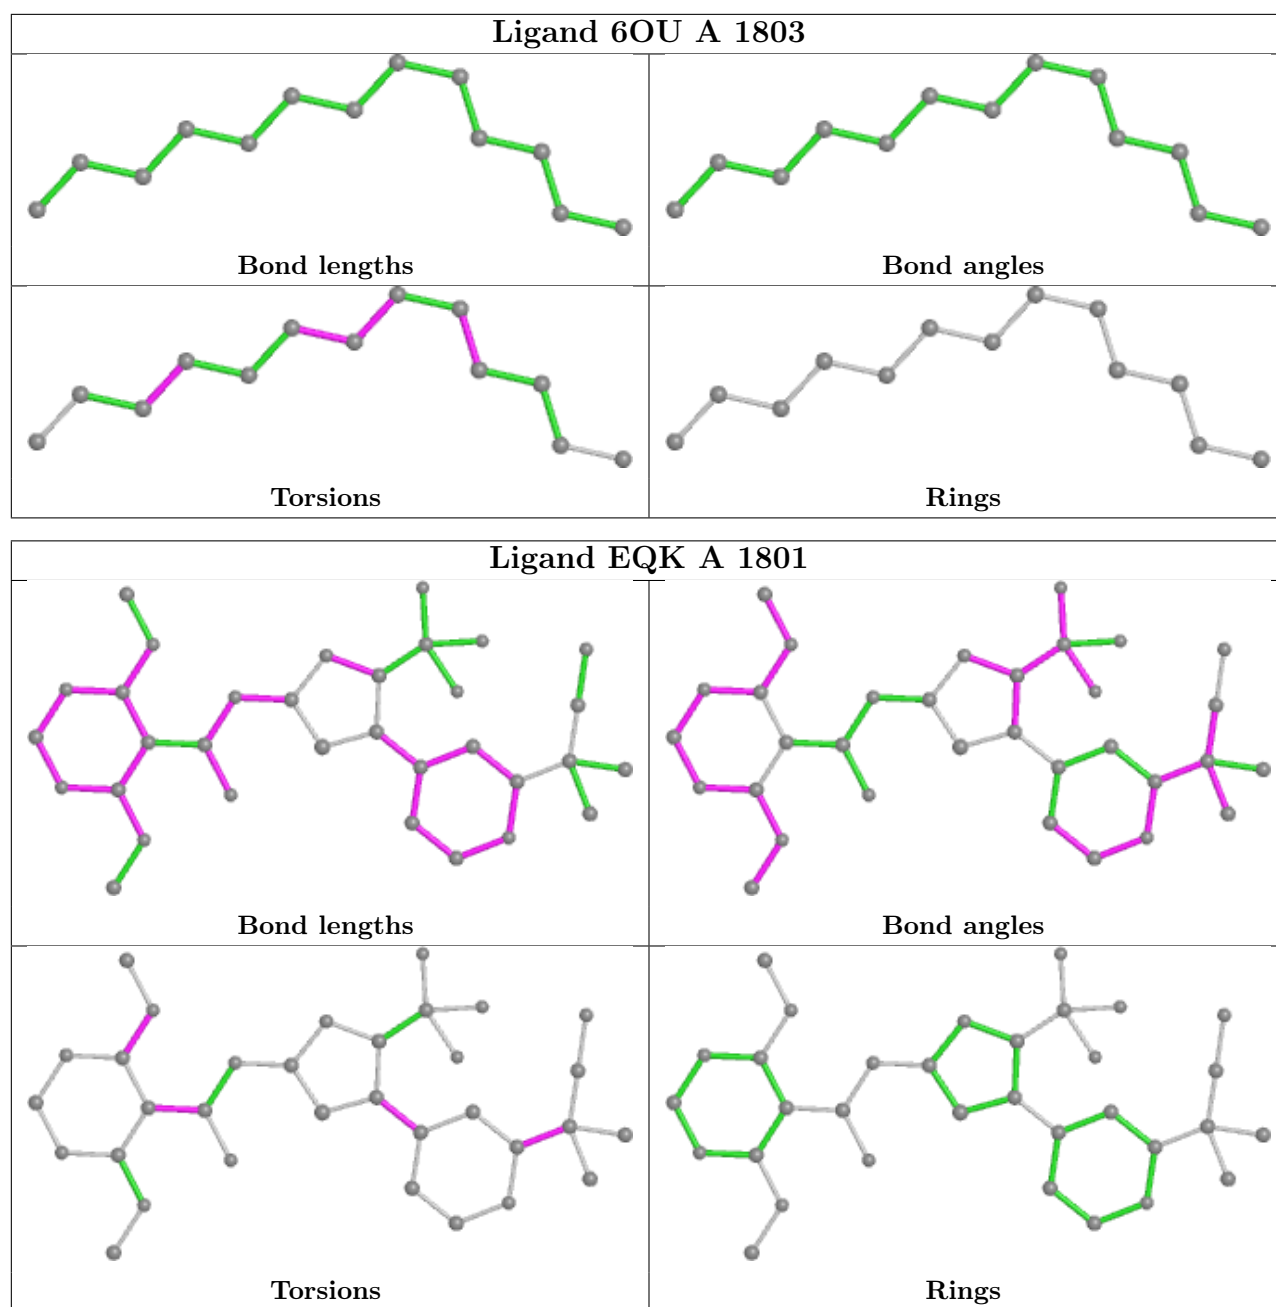 Ligand 6OU A 1803
Bond lengths
Bond angles
Torsions
Rings
Ligand EQK A 1801
Bond lengths
Bond angles
Torsions
Rings